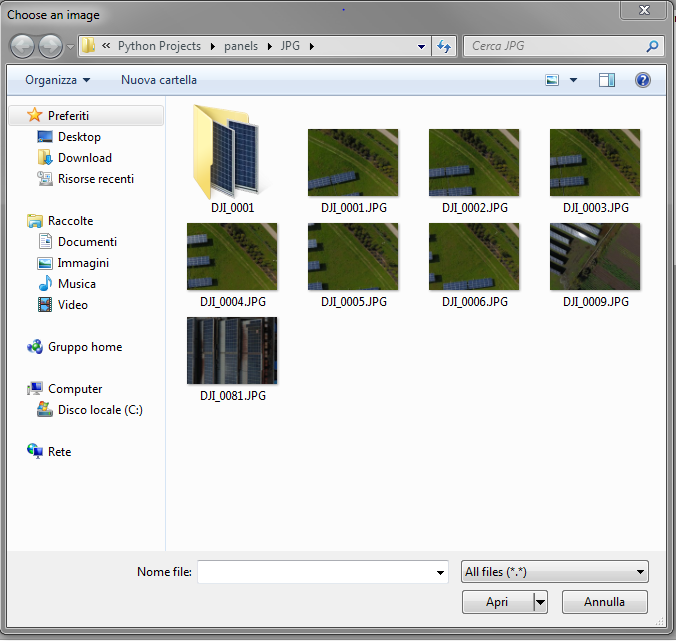 Choose an image
« Python Projects ▸ panels ▸ JPG ▸
Cerca JPG
Organizza
Nuova cartella
Preferiti
Desktop
Download
Risorse recenti
Raccolte
Documenti
Immagini
Musica
Video
Gruppo home
Computer
Disco locale (C:)
Rete
DJI_0001
DJI_0001.JPG
DJI_0002.JPG
DJI_0003.JPG
DJI_0004.JPG
DJI_0005.JPG
DJI_0006.JPG
DJI_0009.JPG
DJI_0081.JPG
Nome file:
All files (*.*)
Apri
Annulla